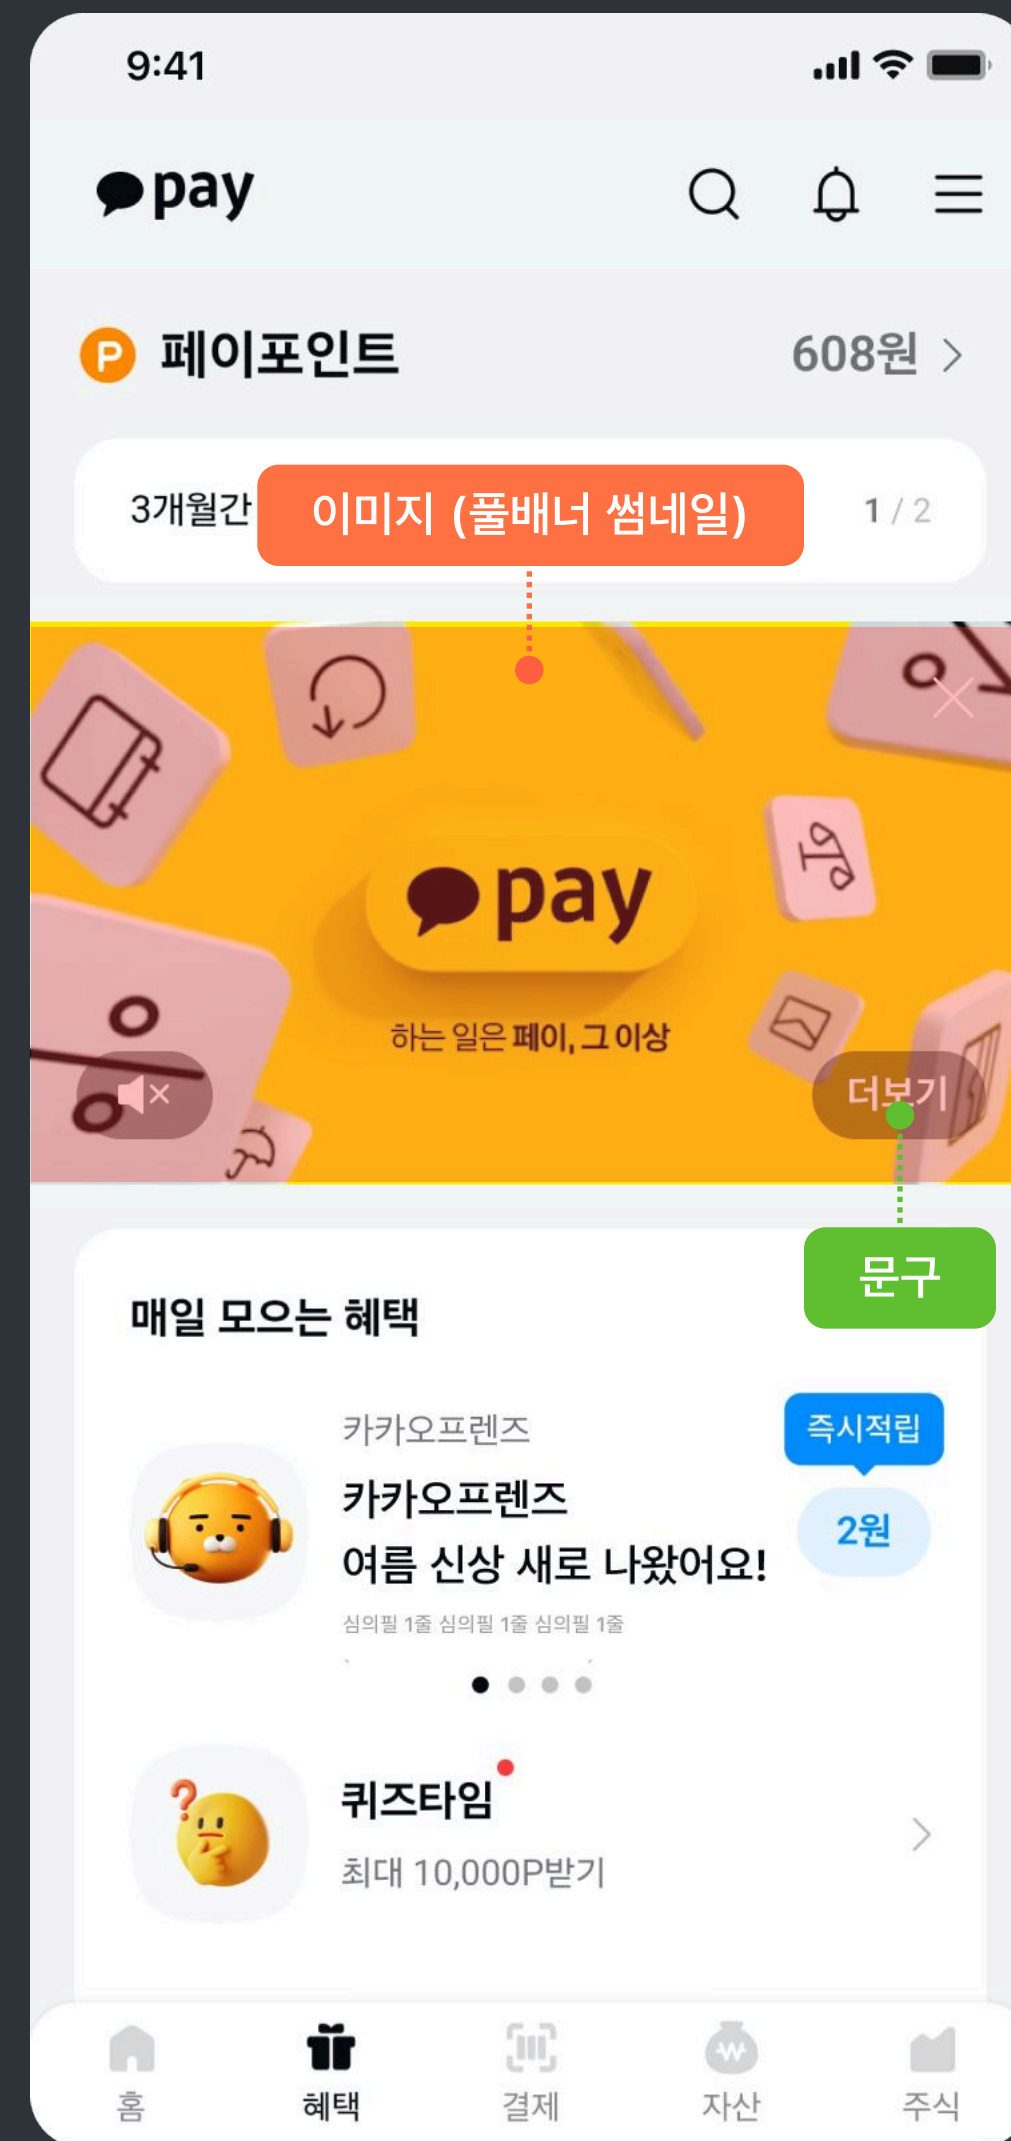 9:41
pay
페이포인트
608원
3개월간
이미지 (풀배너 썸네일)
1 / 2
pay
하는 일은 페이, 그 이상
더보기
문구
매일 모으는 혜택
카카오프렌즈
즉시적립
카카오프렌즈
2원
여름 신상 새로 나왔어요!
심의필 1줄 심의필 1줄 심의필 1줄
퀴즈타임
최대 10,000P받기
홈
혜택
결제
자산
주식